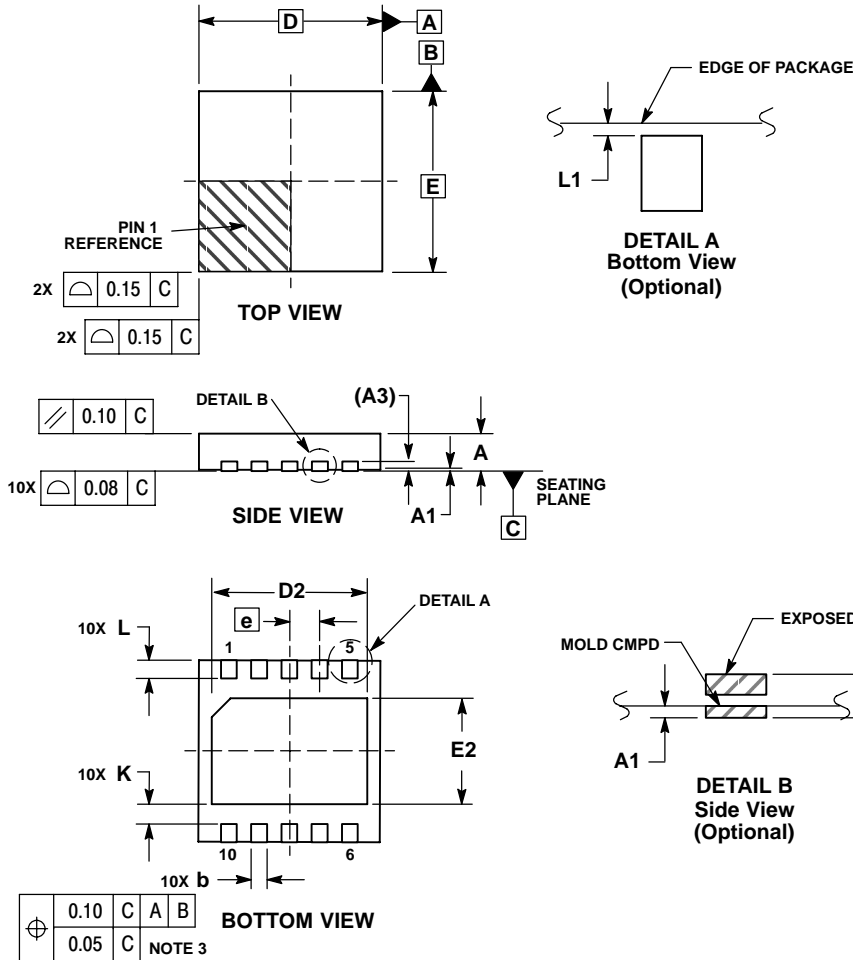 D
A
B
E
PIN 1
REFERENCE
2X 0.15 C
2X 0.15 C
TOP VIEW
EDGE OF PACKAGE
L1
DETAIL A
Bottom View
(Optional)
// 0.10 C
DETAIL B
(A3)
A
10X 0.08 C
SIDE VIEW
A1
SEATING
PLANE
C
D2
DETAIL A
e
10X L
1
5
E2
10X K
10
6
10X b
0.10 C A B
0.05 C NOTE 3
BOTTOM VIEW
EXPOSED
MOLD CMPD
A1
DETAIL B
Side View
(Optional)